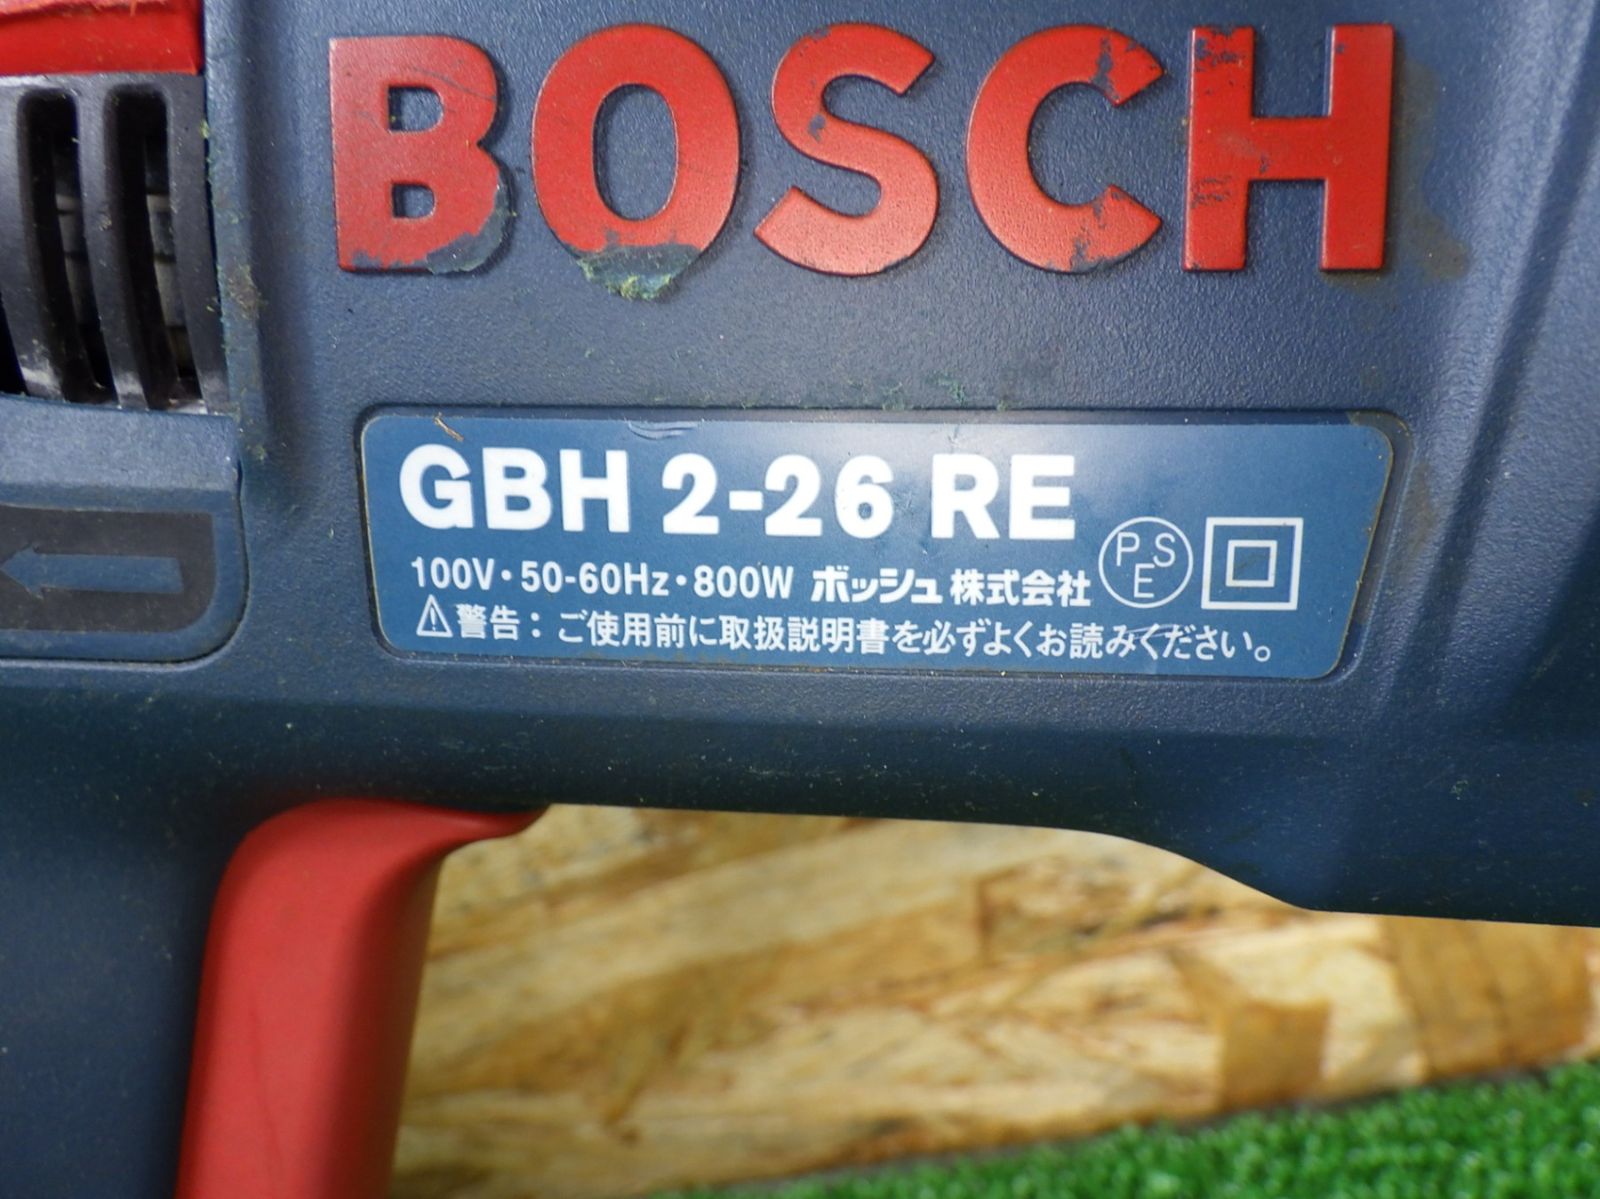 BOSCH
GBH 2-26 RE
100V・50-60Hz・800W ボッシュ 株式会社 PSE
⚠警告：ご使用前に取扱説明書を必ずよくお読みください。